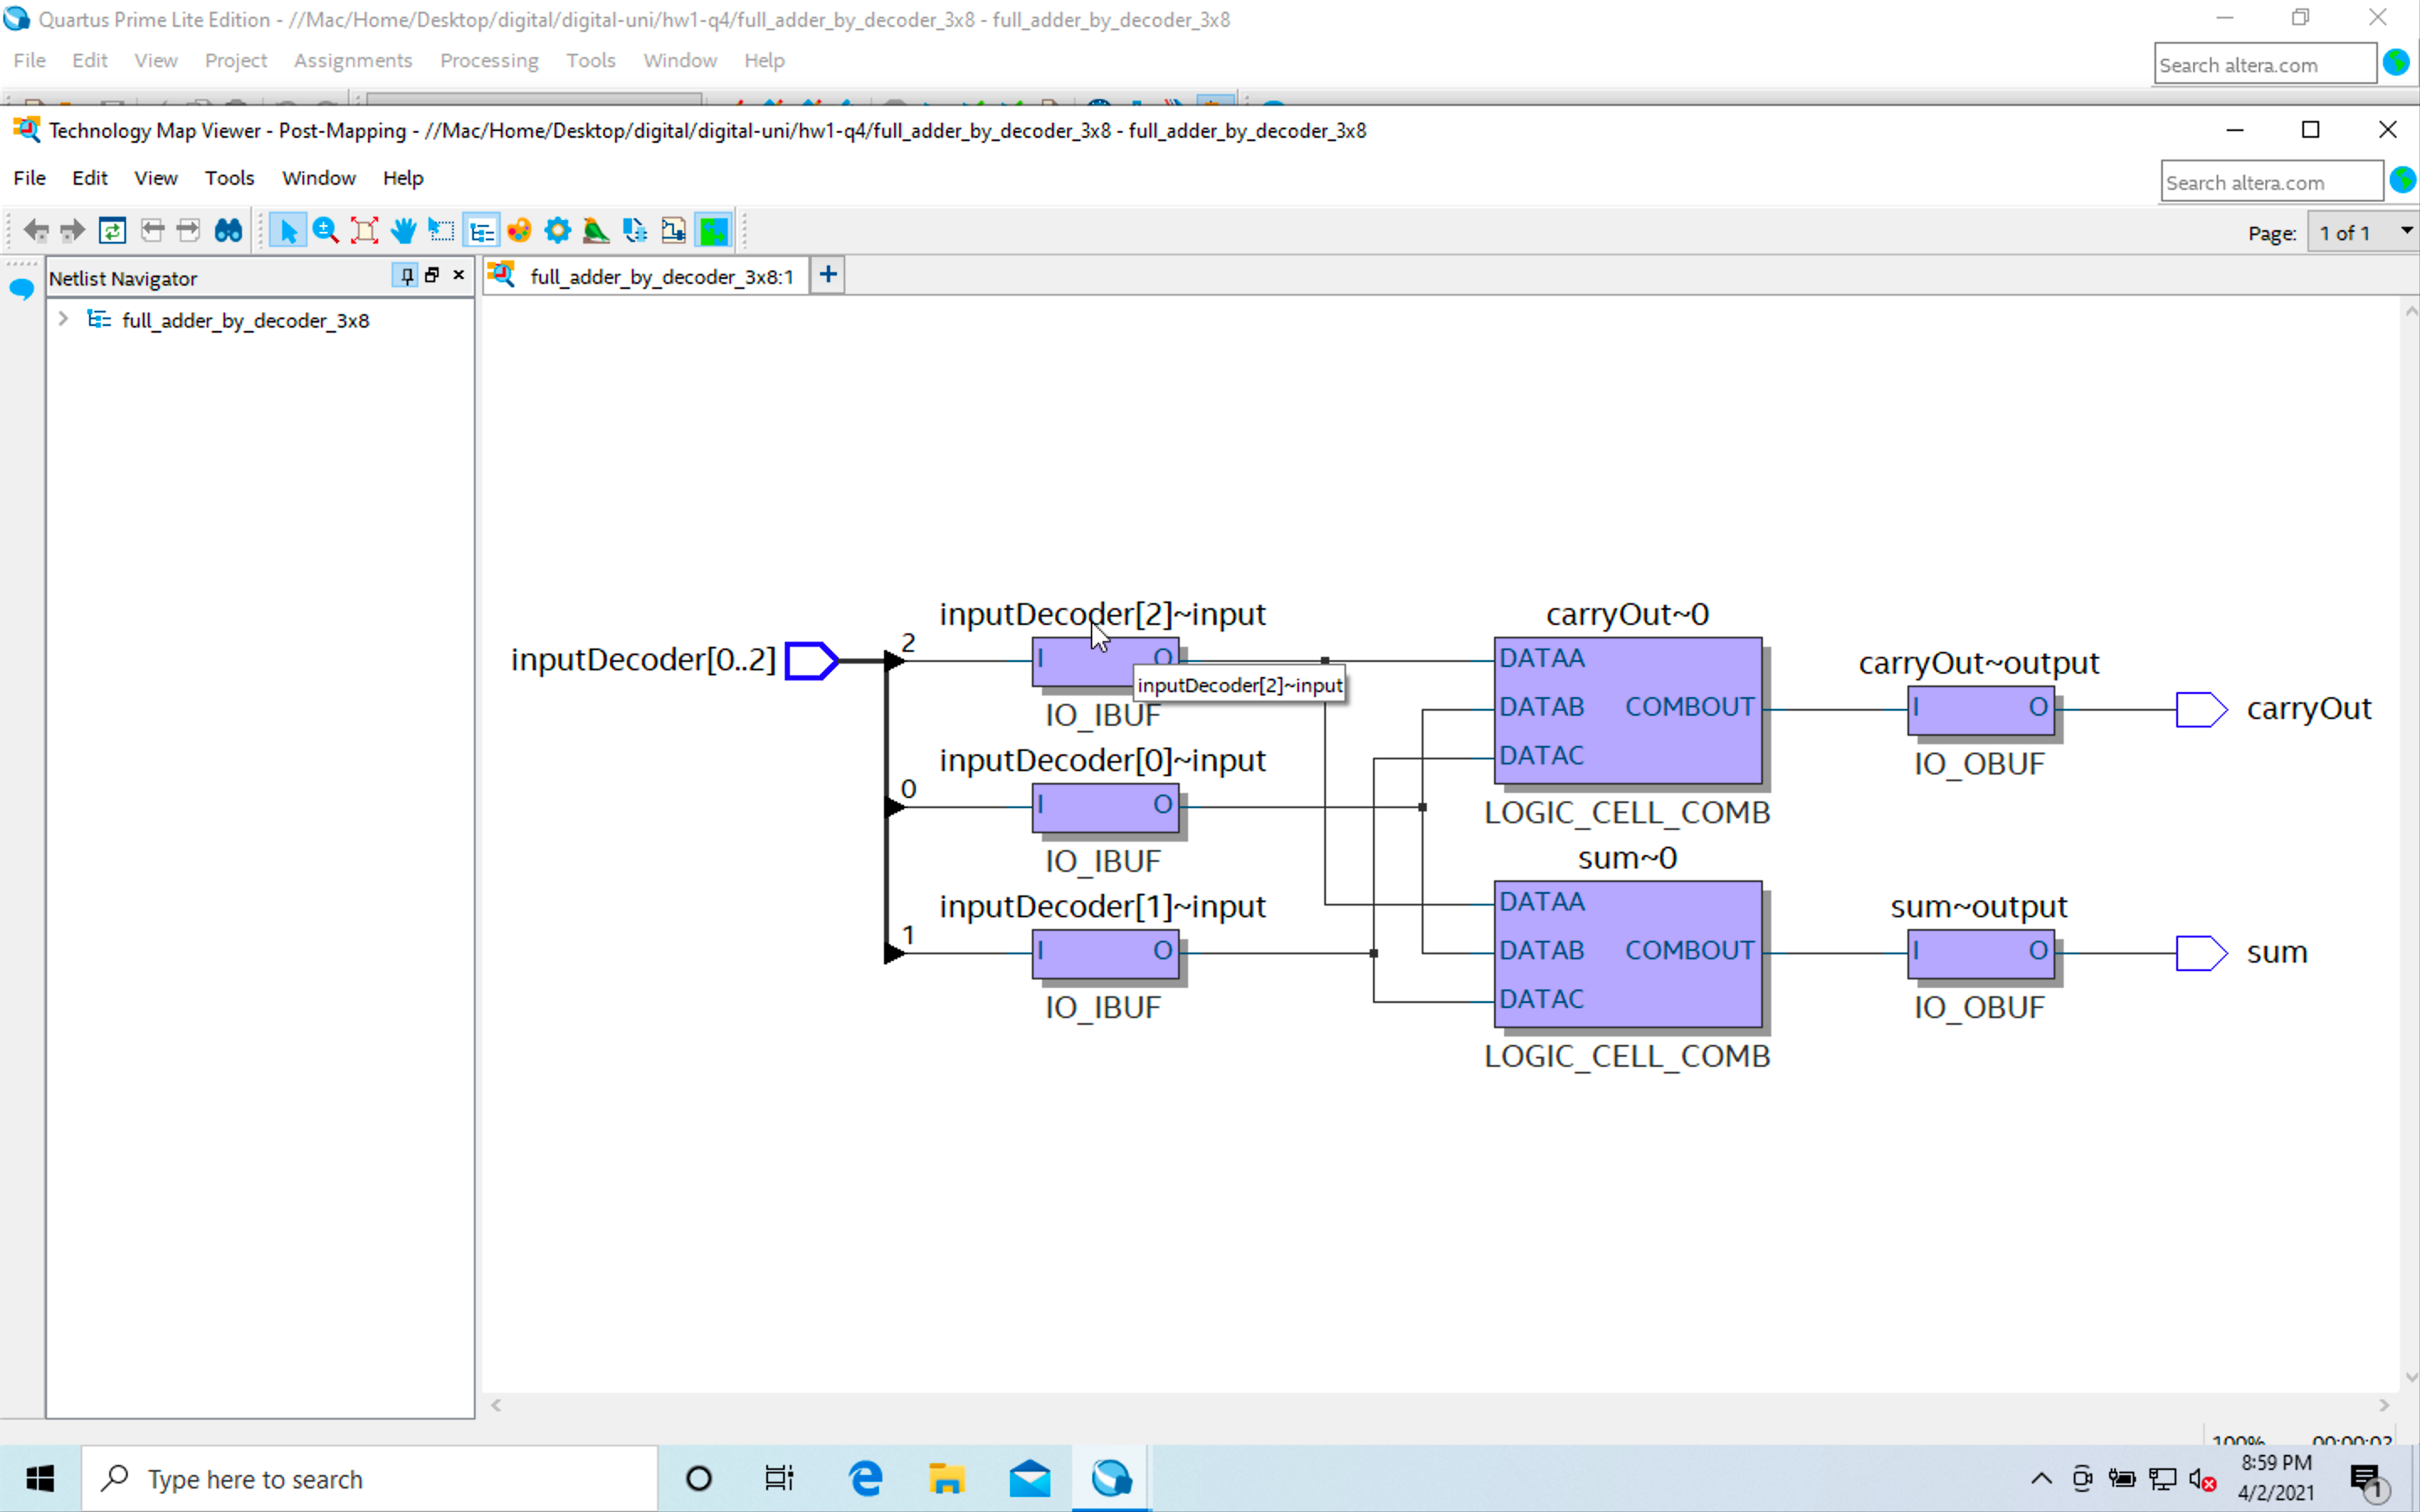 Quartus Prime Lite Edition - //Mac/Home/Desktop/digital/digital-uni/hw1-q4/full_adder_by_decoder_3x8 - full_adder_by_decoder_3x8
File Edit View Project Assignments Processing Tools Window Help
Search altera.com
Technology Map Viewer - Post-Mapping - //Mac/Home/Desktop/digital/digital-uni/hw1-q4/full_adder_by_decoder_3x8 - full_adder_by_decoder_3x8
File Edit View Tools Window Help
Search altera.com
Page: 1 of 1
Netlist Navigator
full_adder_by_decoder_3x8:1
full_adder_by_decoder_3x8
inputDecoder[2]~input
carryOut~0
inputDecoder[0..2]
2
I O
DATAA
carryOut~output
inputDecoder[2]~input
IO_IBUF
DATAB COMBOUT
I O
carryOut
inputDecoder[0]~input
DATAC
IO_OBUF
0
I O
LOGIC_CELL_COMB
IO_IBUF
sum~0
inputDecoder[1]~input
DATAA
sum~output
1
I O
DATAB COMBOUT
I O
sum
IO_IBUF
DATAC
IO_OBUF
LOGIC_CELL_COMB
100% 00:00:03
Type here to search
8:59 PM
4/2/2021
1